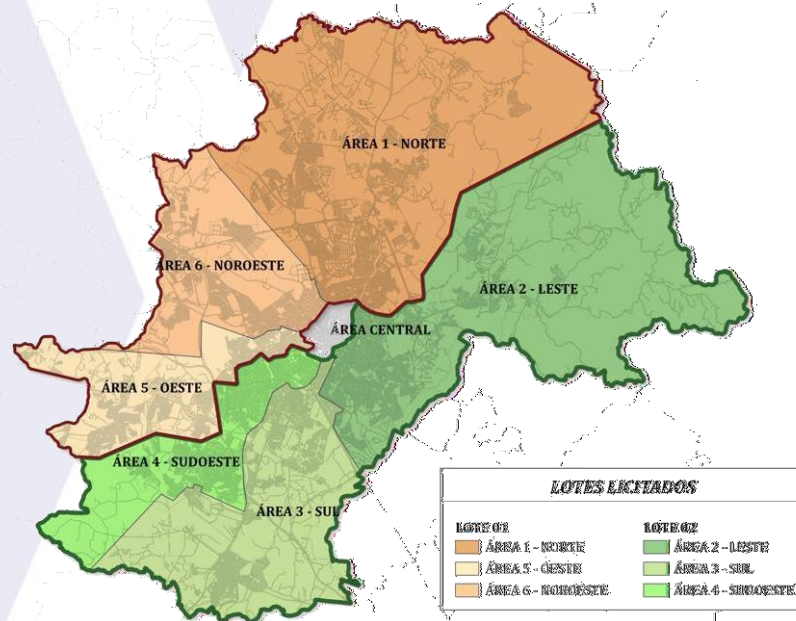 ÁREA 1 - NORTE
ÁREA 6 - NOROESTE
ÁREA 2 - LESTE
ÁREA CENTRAL
ÁREA 5 - OESTE
ÁREA 4 - SUDOESTE
ÁREA 3 - SUL
LOTES LICITADOS
LOTE 01
ÁREA 1 - NORTE
ÁREA 5 - OESTE
ÁREA 6 - NOROESTE
LOTE 02
ÁREA 2 - LESTE
ÁREA 3 - SUL
ÁREA 4 - SUDOESTE